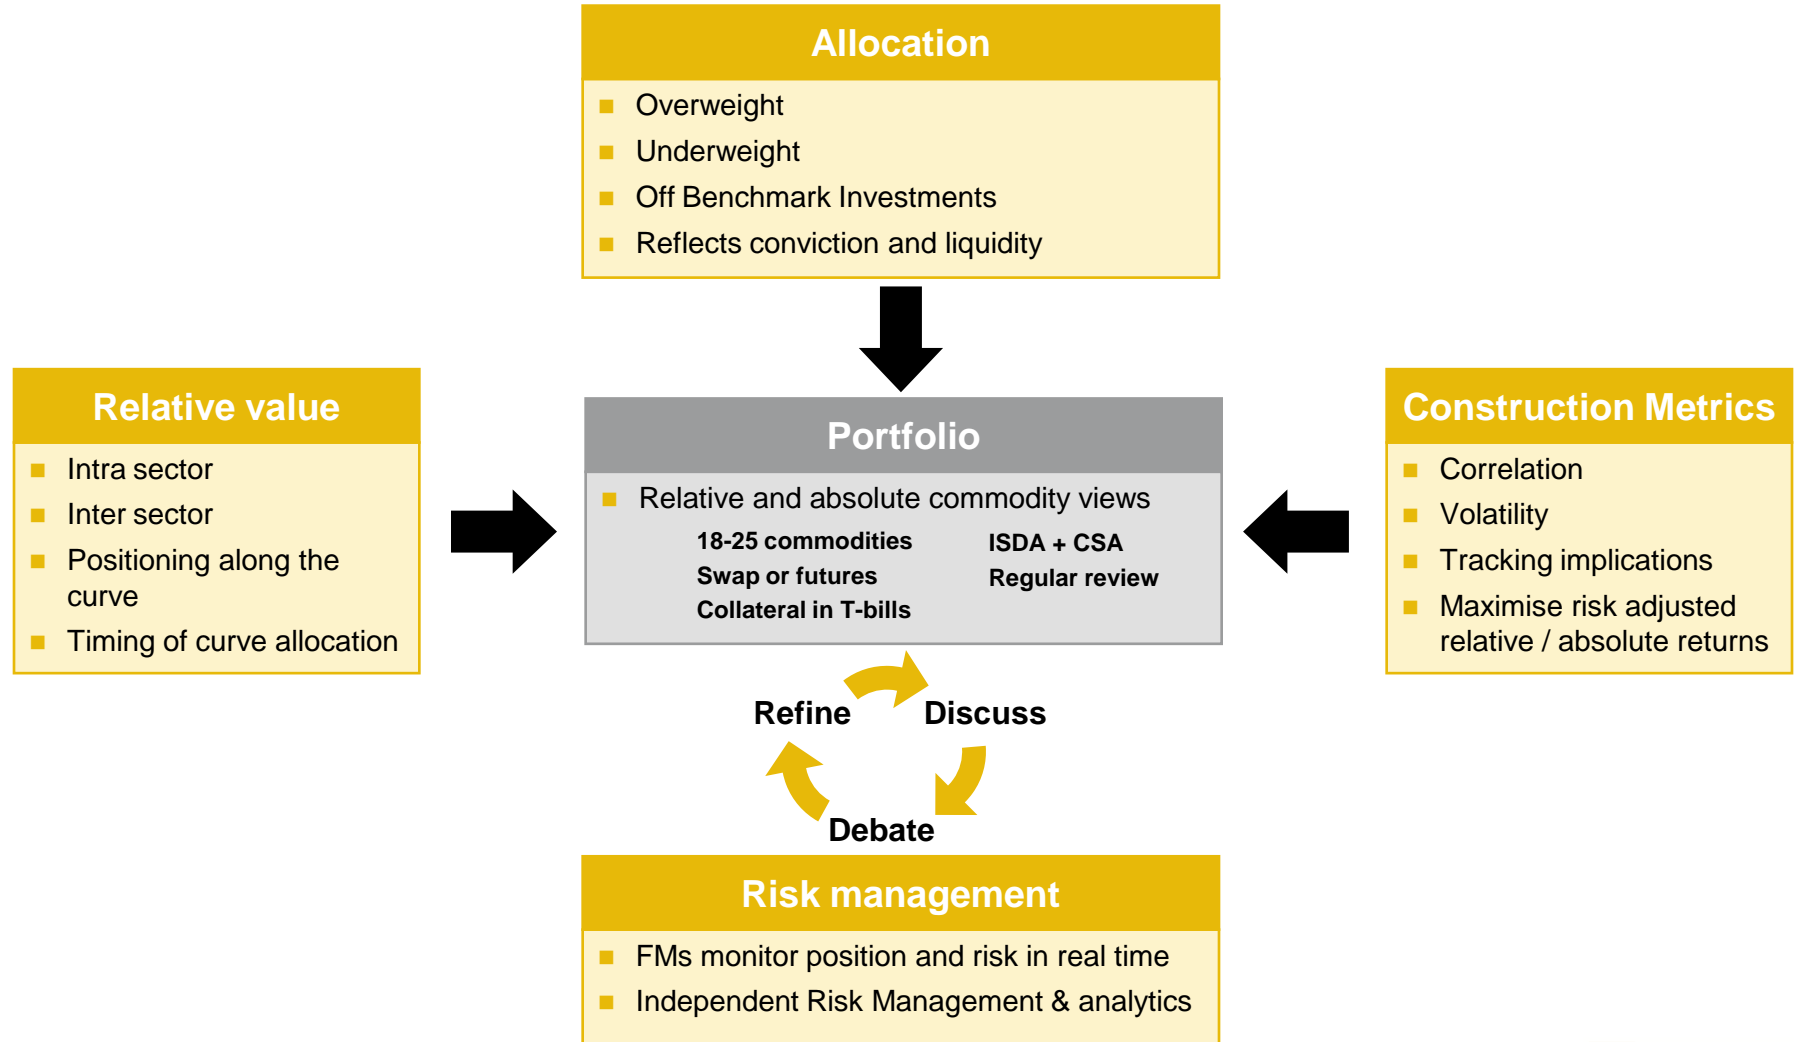 Allocation
Overweight
Underweight
Off Benchmark Investments
Reflects conviction and liquidity
Relative value
Intra sector
Inter sector
Positioning along the
curve
Timing of curve allocation
Portfolio
Relative and absolute commodity views
18-25 commodities
Swap or futures
Collateral in T-bills
ISDA + CSA
Regular review
Construction Metrics
Correlation
Volatility
Tracking implications
Maximise risk adjusted
relative / absolute returns
Refine
Discuss
Debate
Risk management
FMs monitor position and risk in real time
Independent Risk Management & analytics